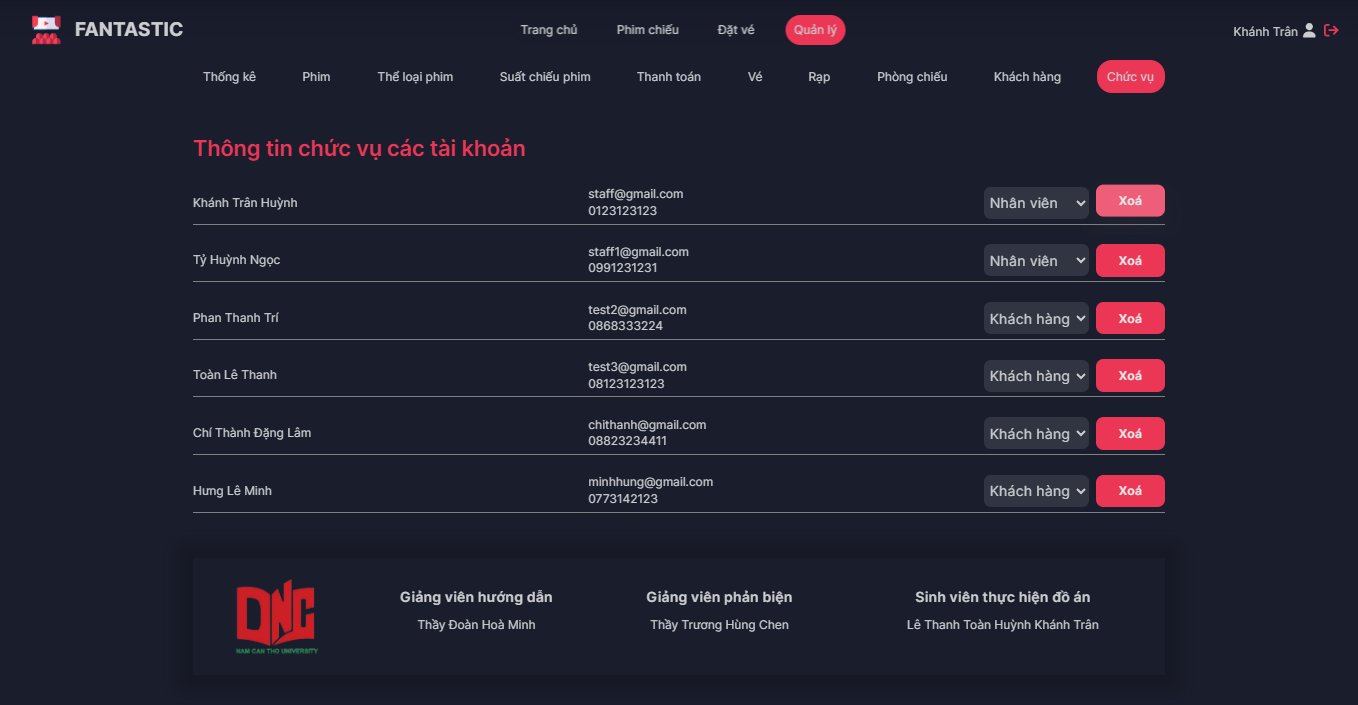 FANTASTIC
Trang chủ Phim chiếu Đặt vé Quản lý
Khánh Trân
Thống kê Phim Thể loại phim Suất chiếu phim Thanh toán Vé Rạp Phòng chiếu Khách hàng Chức vụ
Thông tin chức vụ các tài khoản
Khánh Trân Huỳnh
staff@gmail.com
0123123123
Nhân viên
Xoá
Tỷ Huỳnh Ngọc
staff1@gmail.com
0991231231
Nhân viên
Xoá
Phan Thanh Trí
test2@gmail.com
0868333224
Khách hàng
Xoá
Toàn Lê Thanh
test3@gmail.com
08123123123
Khách hàng
Xoá
Chí Thành Đặng Lâm
chithanh@gmail.com
08823234411
Khách hàng
Xoá
Hưng Lê Minh
minhhung@gmail.com
0773142123
Khách hàng
Xoá
DNC
NAM CAN THO UNIVERSITY
Giảng viên hướng dẫn
Thầy Đoàn Hoà Minh
Giảng viên phản biện
Thầy Trương Hùng Chen
Sinh viên thực hiện đồ án
Lê Thanh Toàn Huỳnh Khánh Trân